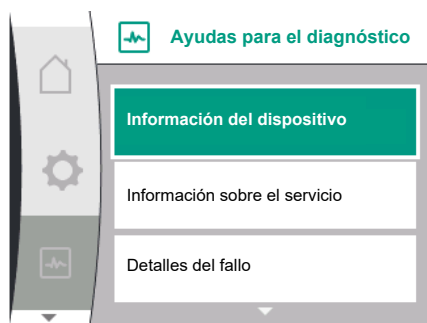 Ayudas para el diagnóstico
Información del dispositivo
Información sobre el servicio
Detalles del fallo